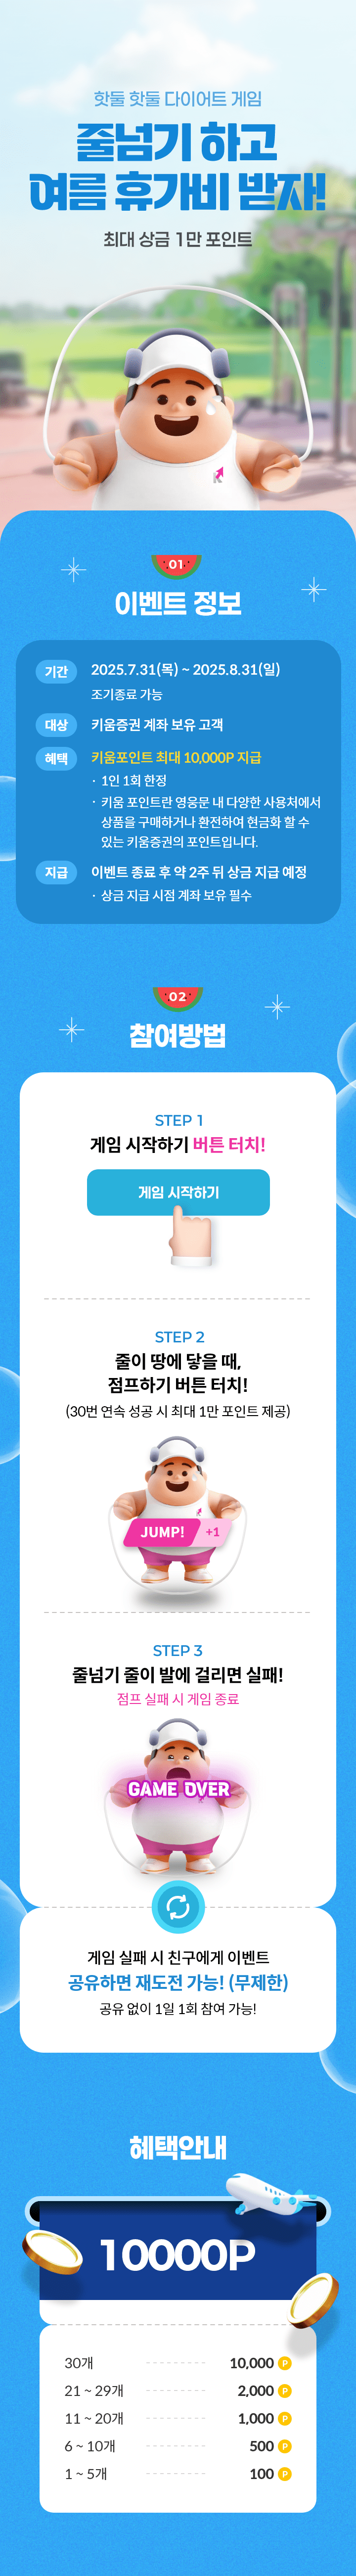 핫둘 핫둘 다이어트 게임
줄넘기 하고
여름 휴가비 받자!
최대 상금 1만 포인트
K
01
이벤트 정보
기간 2025.7.31(목) ~ 2025.8.31(일)
조기종료 가능
대상 키움증권 계좌 보유 고객
혜택 키움포인트 최대 10,000P 지급
· 1인 1회 한정
· 키움 포인트란 영웅문 내 다양한 사용처에서
상품을 구매하거나 환전하여 현금화 할 수
있는 키움증권의 포인트입니다.
지급 이벤트 종료 후 약 2주 뒤 상금 지급 예정
· 상금 지급 시점 계좌 보유 필수
02
참여방법
STEP 1
게임 시작하기 버튼 터치!
게임 시작하기
STEP 2
줄이 땅에 닿을 때,
점프하기 버튼 터치!
(30번 연속 성공 시 최대 1만 포인트 제공)
JUMP! +1
STEP 3
줄넘기 줄이 발에 걸리면 실패!
점프 실패 시 게임 종료
GAME OVER
게임 실패 시 친구에게 이벤트
공유하면 재도전 가능! (무제한)
공유 없이 1일 1회 참여 가능!
혜택안내
10000P
30개 10,000 P
21 ~ 29개 2,000 P
11 ~ 20개 1,000 P
6 ~ 10개 500 P
1 ~ 5개 100 P